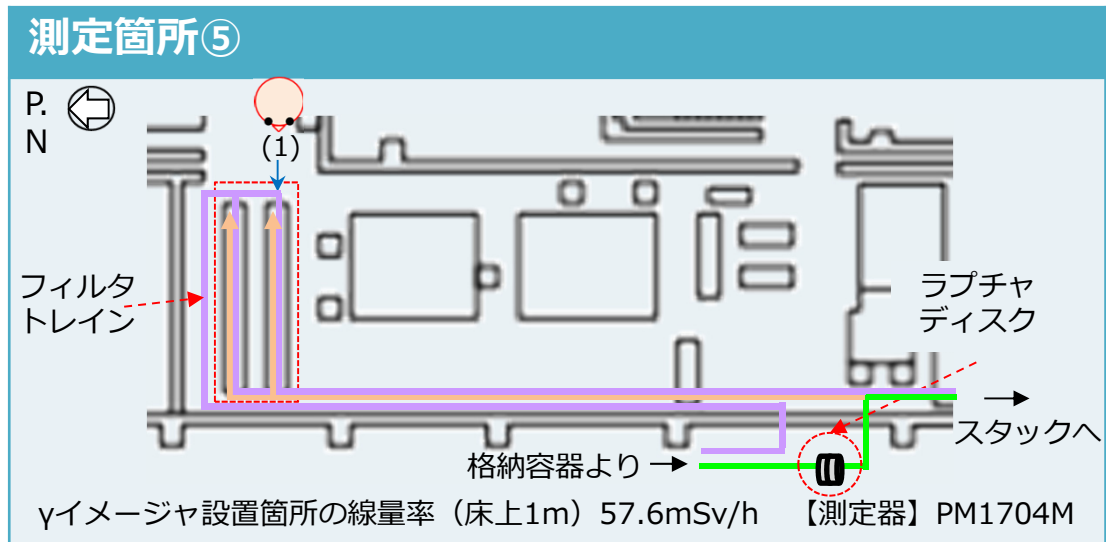 測定箇所⑤
P.
N
(1)
フィルタ
トレイン
ラプチャ
ディスク
スタックへ
格納容器より
γイメージャ設置箇所の線量率（床上1m）57.6mSv/h 【測定器】PM1704M